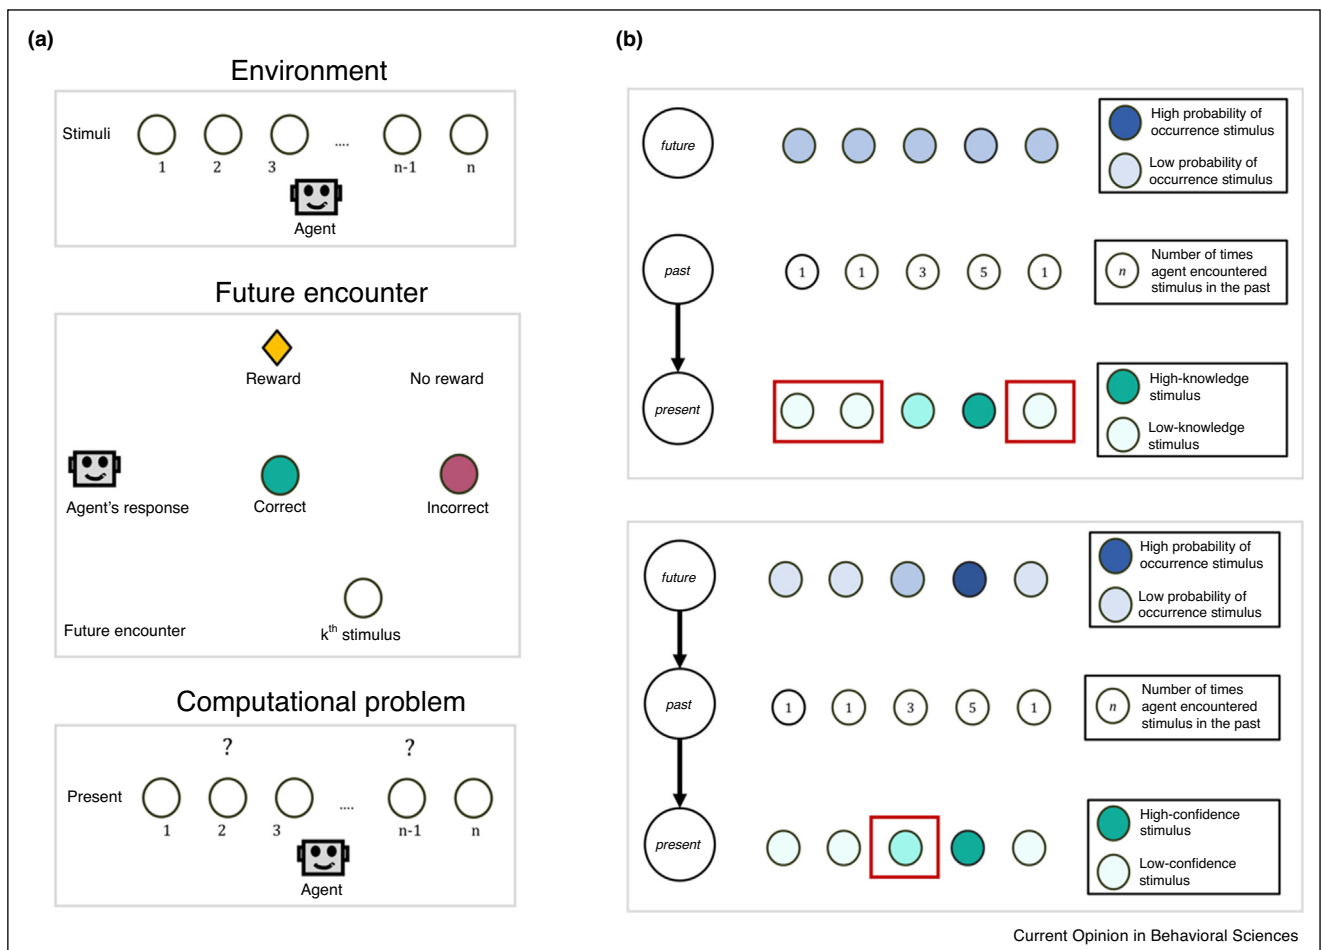 (a)
Environment
Stimuli
....
1 2 3 n-1 n
Agent
Future encounter
Reward No reward
Agent's response Correct Incorrect
Future encounter
kth stimulus
Computational problem
? ?
Present
....
1 2 3 n-1 n
Agent
(b)
future
High probability of
occurrence stimulus
Low probability of
occurrence stimulus
past
1 1 3 5 1
n
Number of times
agent encountered
stimulus in the past
present
High-knowledge
stimulus
Low-knowledge
stimulus
future
High probability of
occurrence stimulus
Low probability of
occurrence stimulus
past
1 1 3 5 1
n
Number of times
agent encountered
stimulus in the past
present
High-confidence
stimulus
Low-confidence
stimulus
Current Opinion in Behavioral Sciences